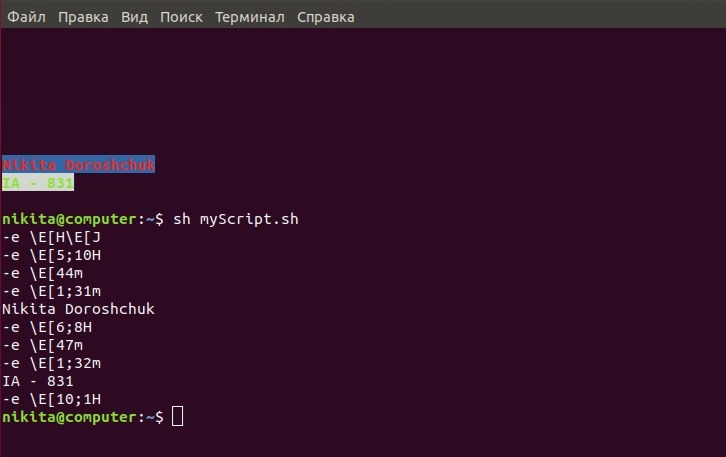 Файл Правка Вид Поиск Терминал Справка
Nikita Doroshchuk
IA - 831
nikita@computer:~$ sh myScript.sh
-e \E[H\E[J
-e \E[5;10H
-e \E[44m
-e \E[1;31m
Nikita Doroshchuk
-e \E[6;8H
-e \E[47m
-e \E[1;32m
IA - 831
-e \E[10;1H
nikita@computer:~$